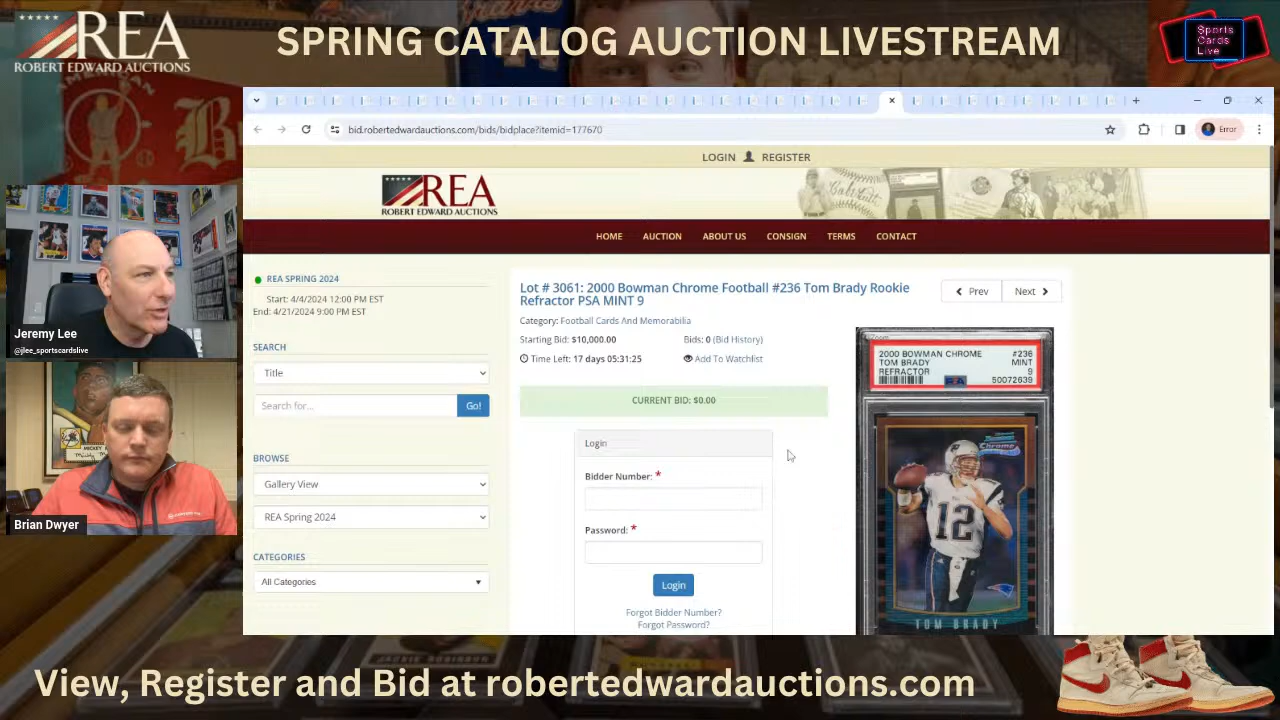 REA
ROBERT EDWARD AUCTIONS
SPRING CATALOG AUCTION LIVESTREAM
Sports
Cards
Live
bid.robertedwardauctions.com/bids/bidplace?itemid=177670
Error
LOGIN REGISTER
REA
ROBERT EDWARD AUCTIONS
HOME AUCTION ABOUT US CONSIGN TERMS CONTACT
REA SPRING 2024
Start: 4/4/2024 12:00 PM EST
End: 4/21/2024 9:00 PM EST
SEARCH
Title
Search for...
Go!
BROWSE
Gallery View
REA Spring 2024
CATEGORIES
All Categories
Lot # 3061: 2000 Bowman Chrome Football #236 Tom Brady Rookie
Refractor PSA MINT 9
Prev
Next
Category: Football Cards And Memorabilia
Starting Bid: $10,000.00
Bids: 0 (Bid History)
Time Left: 17 days 05:31:25
Add To Watchlist
CURRENT BID: $0.00
Login
Bidder Number: *
Password: *
Login
Forgot Bidder Number?
Forgot Password?
2000 BOWMAN CHROME #236
TOM BRADY MINT
REFRACTOR 9
PSA 50072639
12
TOM BRADY
Jeremy Lee
@jlee_sportscardslive
Brian Dwyer
View, Register and Bid at robertedwardauctions.com